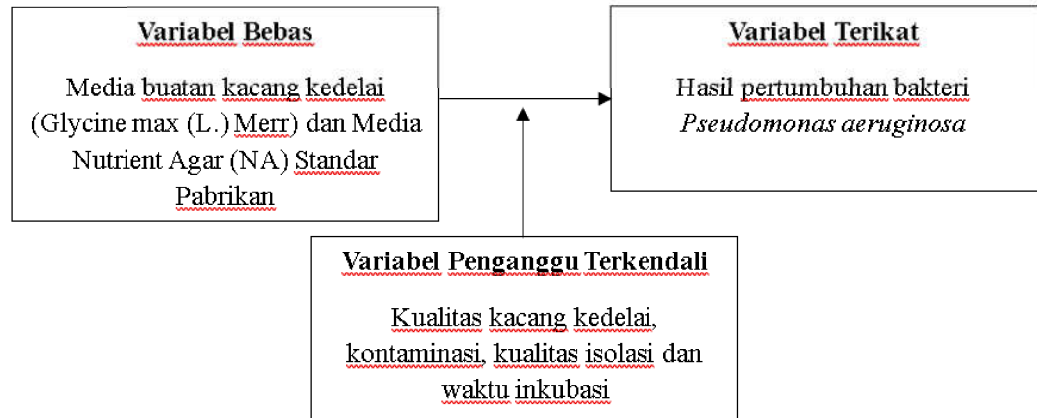 Variabel Bebas
Media buatan kacang kedelai
(Glycine max (L.) Merr) dan Media
Nutrient Agar (NA) Standar
Pabrikan
Variabel Terikat
Hasil pertumbuhan bakteri
Pseudomonas aeruginosa
Variabel Penganggu Terkendali
Kualitas kacang kedelai,
kontaminasi, kualitas isolasi dan
waktu inkubasi